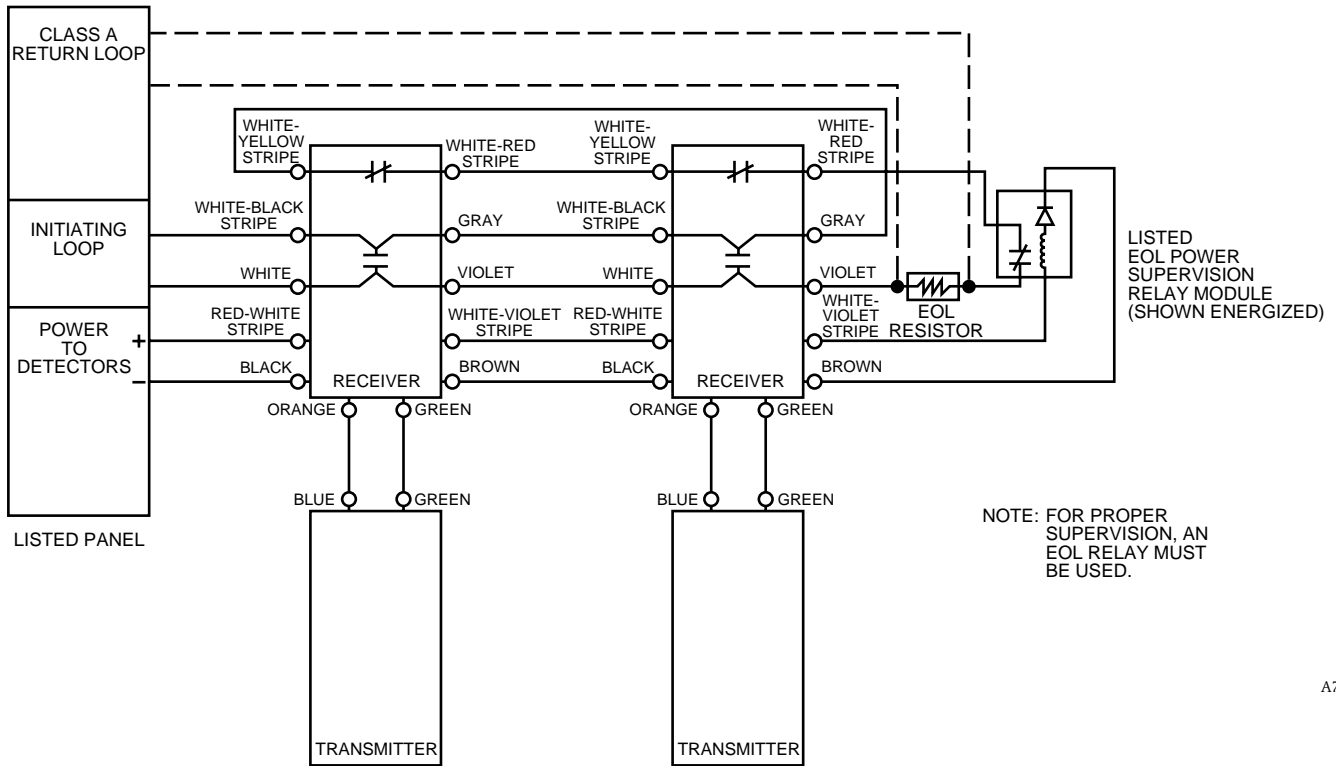 CLASS A
RETURN LOOP
INITIATING
LOOP
POWER
TO
DETECTORS
+
–
LISTED PANEL
WHITE-
YELLOW
STRIPE
WHITE-RED
STRIPE
WHITE-
YELLOW
STRIPE
WHITE-
RED
STRIPE
WHITE-BLACK
STRIPE
GRAY
WHITE-BLACK
STRIPE
GRAY
WHITE
VIOLET
WHITE
VIOLET
RED-WHITE
STRIPE
WHITE-VIOLET
STRIPE
RED-WHITE
STRIPE
WHITE-
VIOLET
STRIPE
EOL
RESISTOR
BLACK
RECEIVER
BROWN
BLACK
RECEIVER
BROWN
LISTED
EOL POWER
SUPERVISION
RELAY MODULE
(SHOWN ENERGIZED)
ORANGE
GREEN
ORANGE
GREEN
BLUE
GREEN
BLUE
GREEN
TRANSMITTER
TRANSMITTER
NOTE: FOR PROPER
SUPERVISION, AN
EOL RELAY MUST
BE USED.
A7